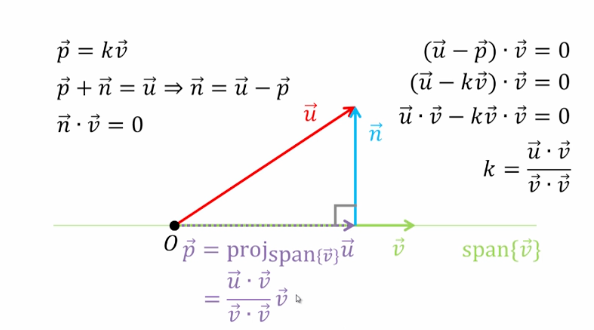 p⃗ = kv⃗
p⃗ + n⃗ = u⃗ ⇒ n⃗ = u⃗ − p⃗
n⃗ · v⃗ = 0
(u⃗ − p⃗) · v⃗ = 0
(u⃗ − kv⃗) · v⃗ = 0
u⃗ · v⃗ − kv⃗ · v⃗ = 0
k = (u⃗ · v⃗)/(v⃗ · v⃗)
u⃗
n⃗
O
p⃗ = proj_span{v⃗} u⃗
= (u⃗ · v⃗)/(v⃗ · v⃗) v⃗
v⃗
span{v⃗}